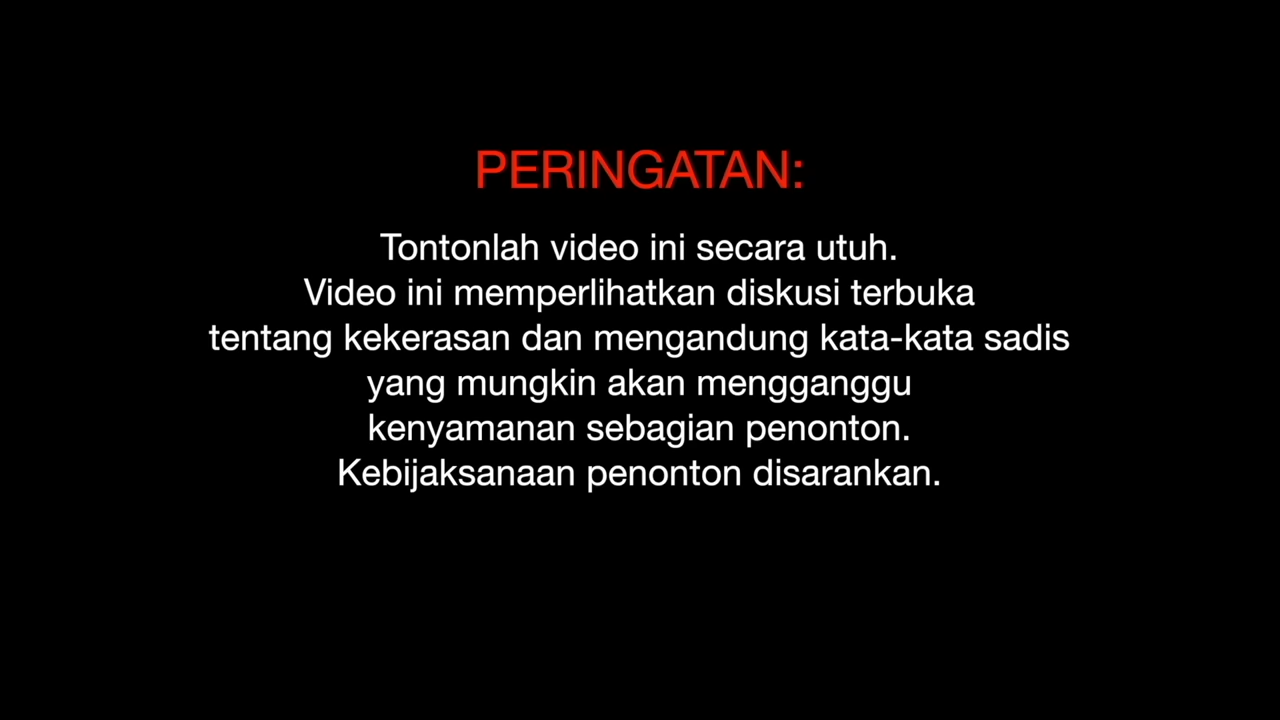 PERINGATAN:
Tontonlah video ini secara utuh.
Video ini memperlihatkan diskusi terbuka
tentang kekerasan dan mengandung kata-kata sadis
yang mungkin akan mengganggu
kenyamanan sebagian penonton.
Kebijaksanaan penonton disarankan.